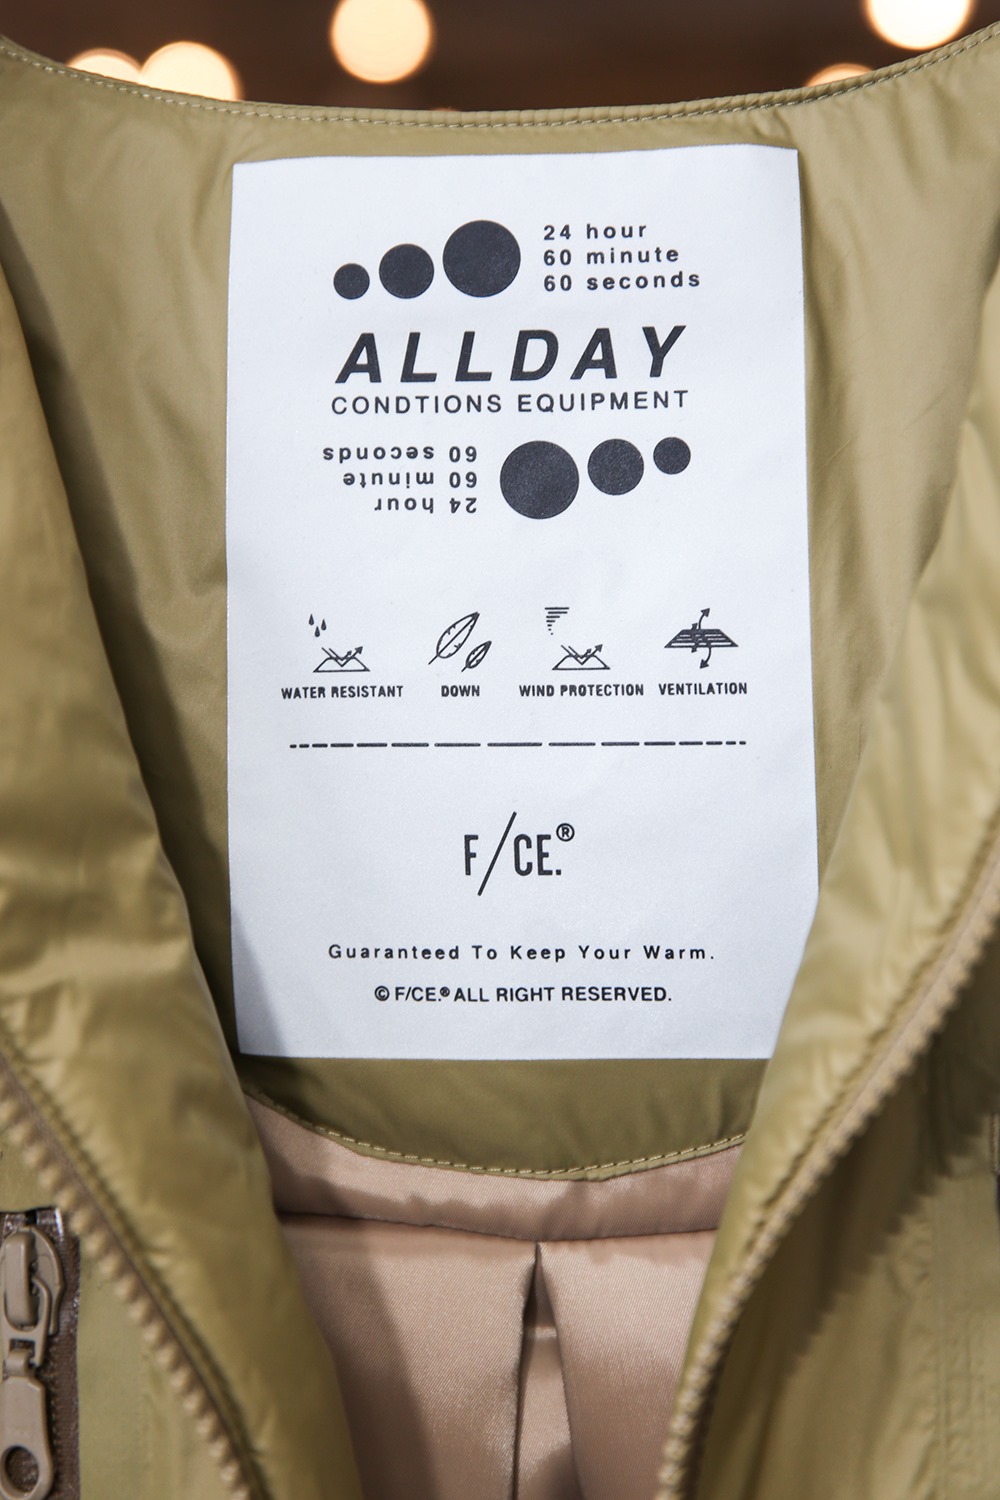 24 hour
60 minute
60 seconds
ALLDAY
CONDTIONS EQUIPMENT
24 hour
60 minute
60 seconds
WATER RESISTANT
DOWN
WIND PROTECTION
VENTILATION
F/CE.®
Guaranteed To Keep Your Warm.
© F/CE.® ALL RIGHT RESERVED.